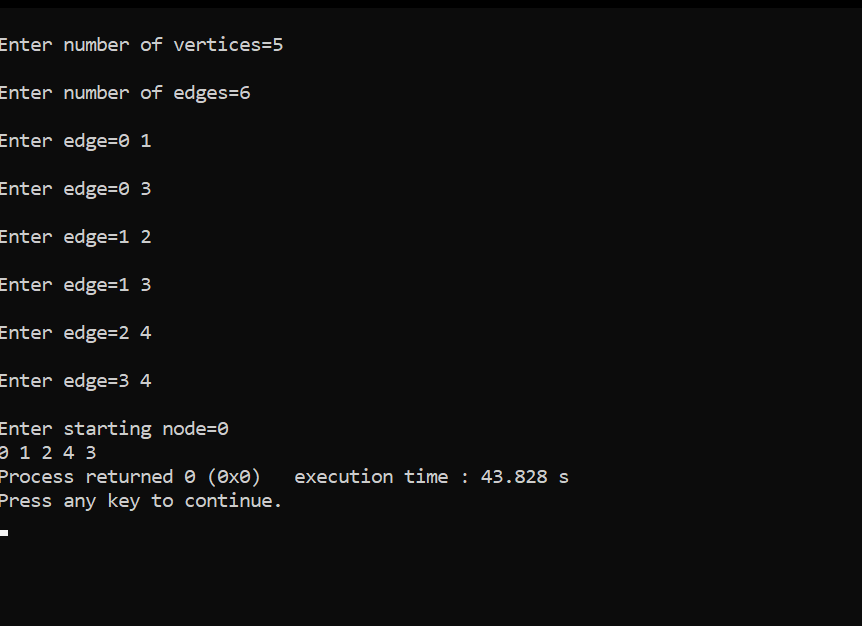 Enter number of vertices=5
Enter number of edges=6
Enter edge=0 1
Enter edge=0 3
Enter edge=1 2
Enter edge=1 3
Enter edge=2 4
Enter edge=3 4
Enter starting node=0
0 1 2 4 3
Process returned 0 (0x0)   execution time : 43.828 s
Press any key to continue.